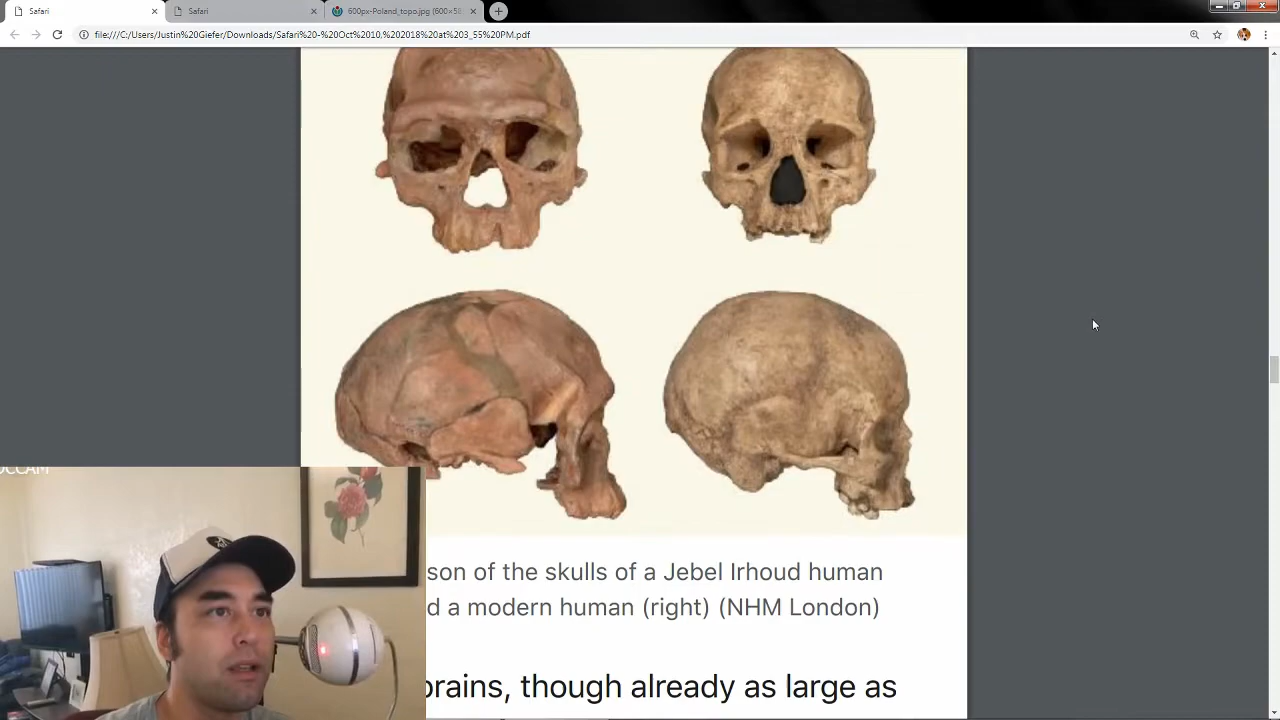 Safari
Safari
600px-Poland_topo.jpg (600×58
file:///C:/Users/Justin%20Giefer/Downloads/Safari%20-%20Oct%2010,%202018%20at%203_55%20PM.pdf
son of the skulls of a Jebel Irhoud human
d a modern human (right) (NHM London)
brains, though already as large as